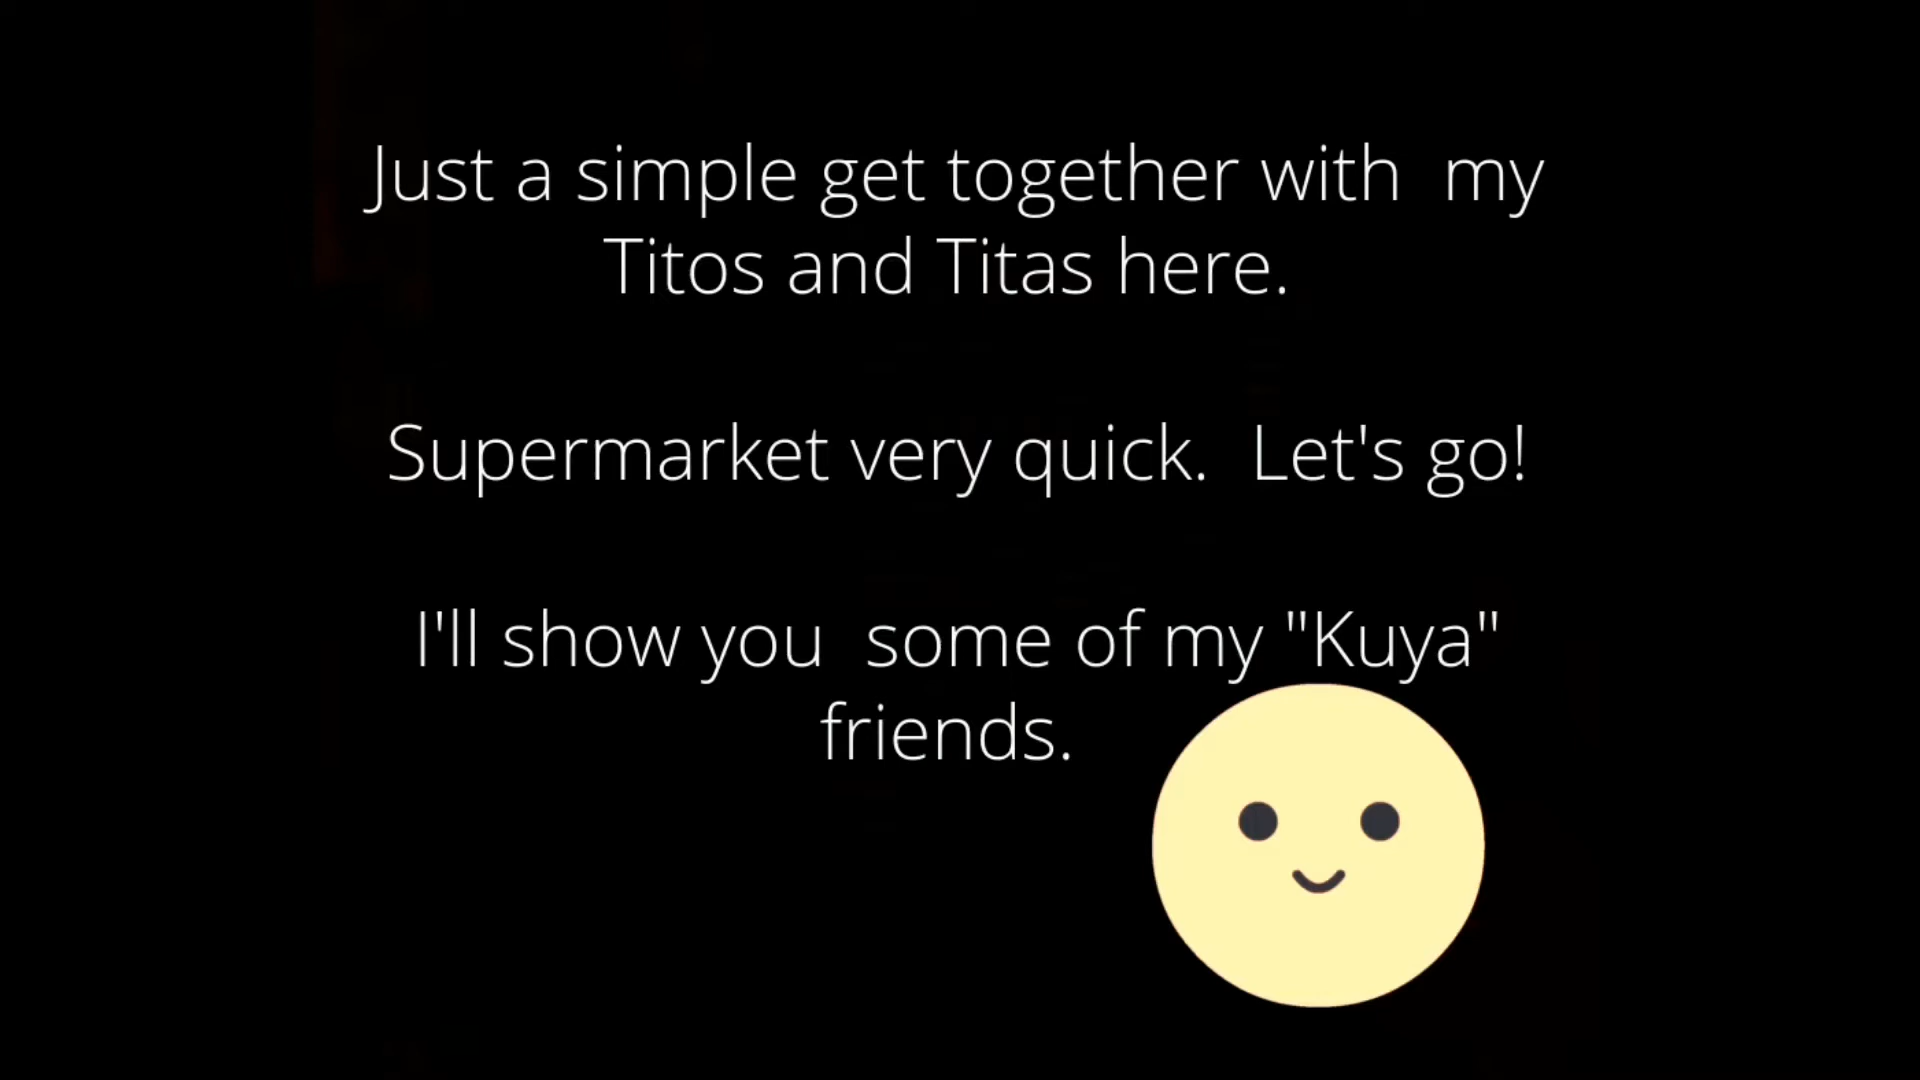 Just a simple get together with  my
Titos and Titas here.
Supermarket very quick.  Let's go!
I'll show you  some of my "Kuya"
friends.